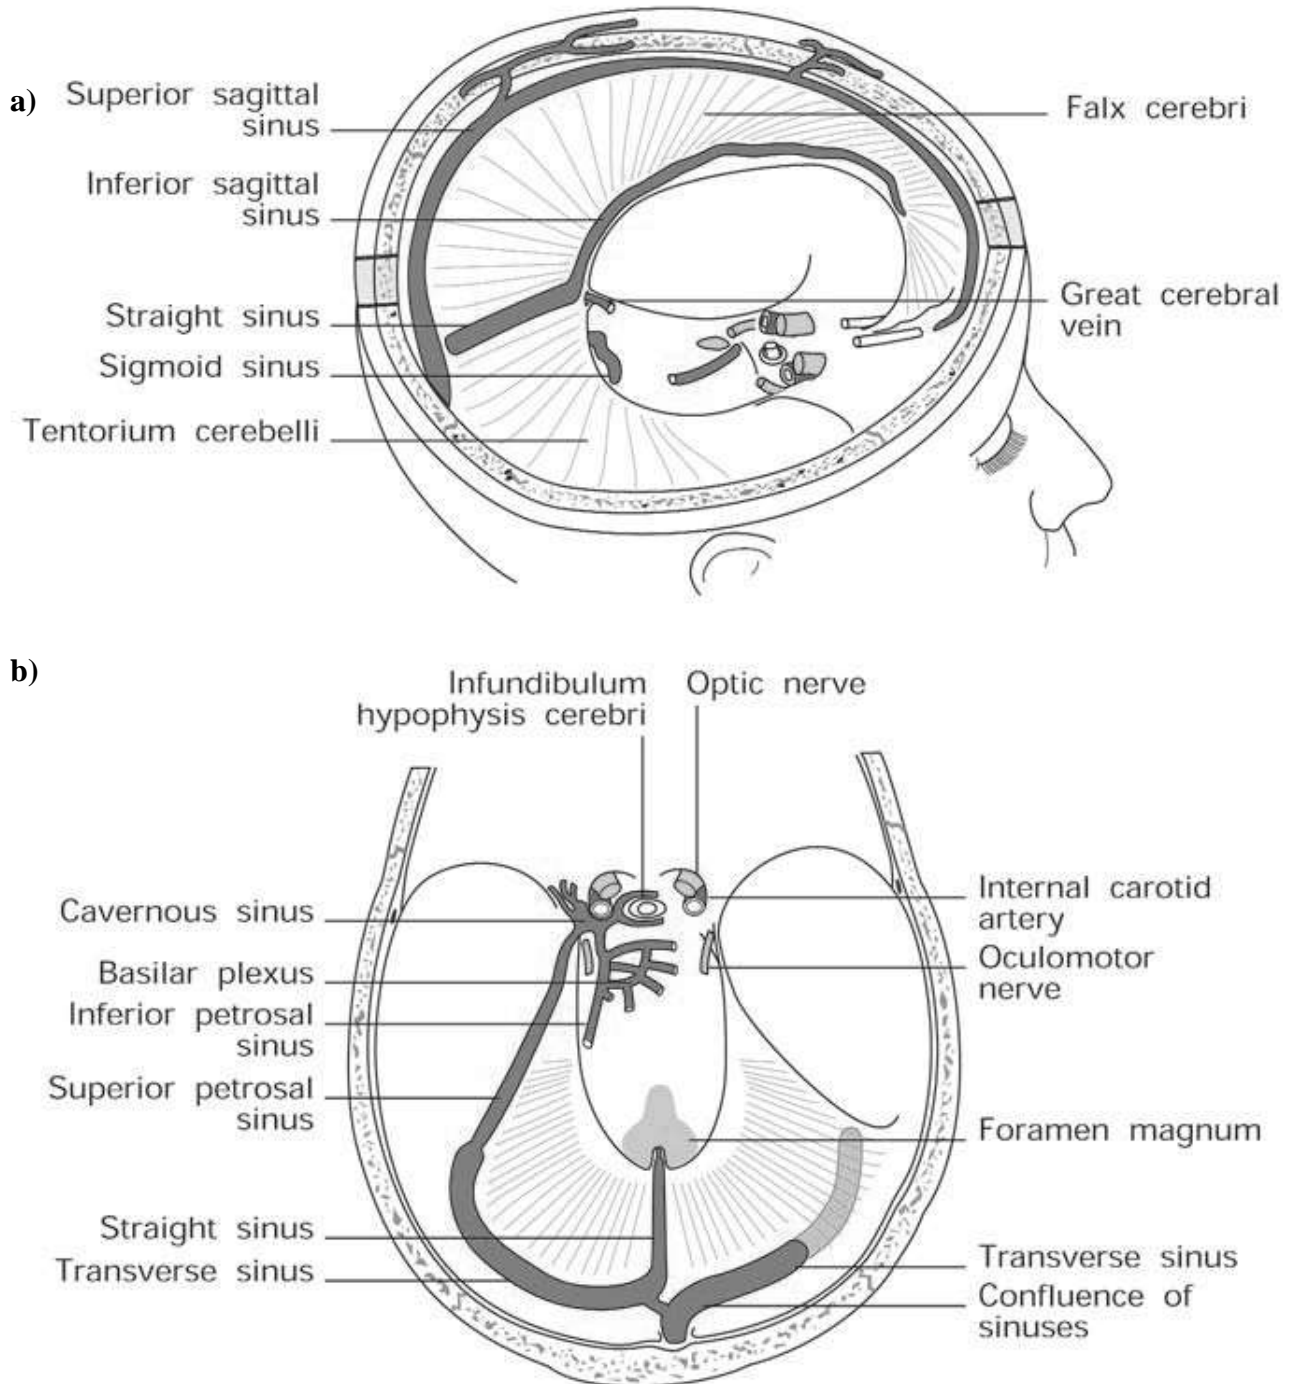 a)
Superior sagittal
sinus
Inferior sagittal
sinus
Straight sinus
Sigmoid sinus
Tentorium cerebelli
Falx cerebri
Great cerebral
vein
b)
Infundibulum
hypophysis cerebri
Optic nerve
Cavernous sinus
Basilar plexus
Inferior petrosal
sinus
Superior petrosal
sinus
Straight sinus
Transverse sinus
Internal carotid
artery
Oculomotor
nerve
Foramen magnum
Transverse sinus
Confluence of
sinuses